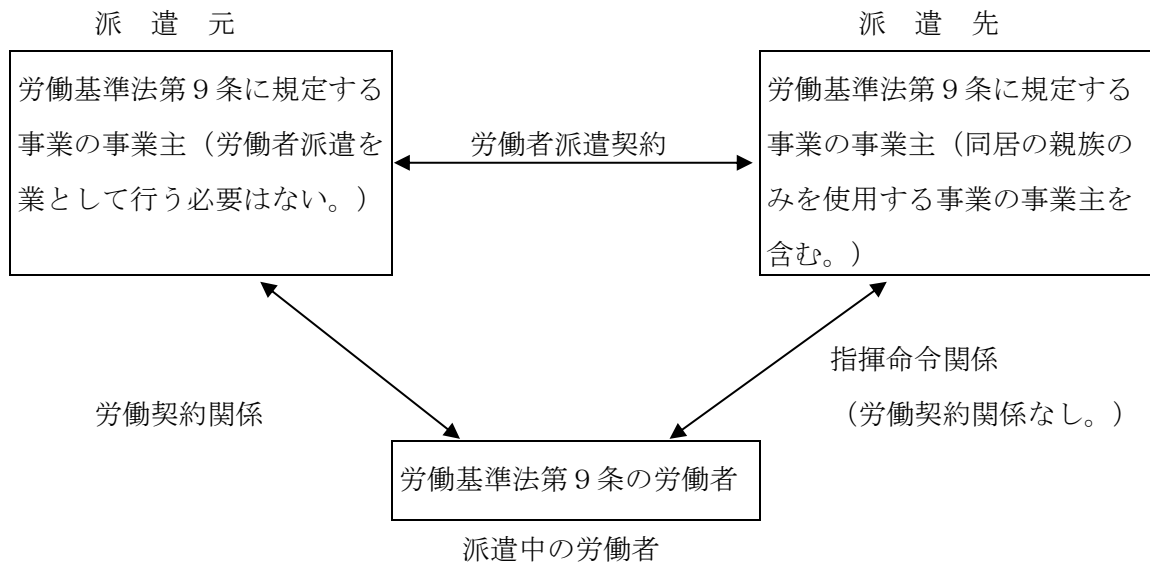 派　遣　元
派　遣　先
労働基準法第９条に規定する
事業の事業主（労働者派遣を
業として行う必要はない。）
労働者派遣契約
労働基準法第９条に規定する
事業の事業主（同居の親族の
みを使用する事業の事業主を
含む。）
労働契約関係
指揮命令関係
（労働契約関係なし。）
労働基準法第９条の労働者
派遣中の労働者